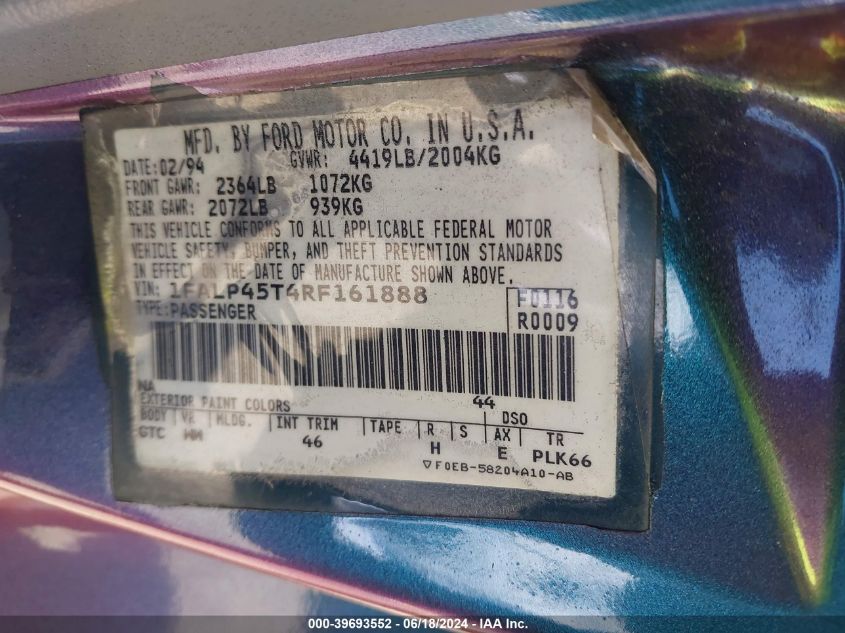 MFD. BY FORD MOTOR CO. IN U.S.A.
DATE: 02/94 GVWR: 4419LB/2004KG
FRONT GAWR: 2364LB 1072KG
REAR GAWR: 2072LB 939KG
THIS VEHICLE CONFORMS TO ALL APPLICABLE FEDERAL MOTOR
VEHICLE SAFETY, BUMPER, AND THEFT PREVENTION STANDARDS
IN EFFECT ON THE DATE OF MANUFACTURE SHOWN ABOVE.
VIN: 1FALP45T4RF161888 F0116
TYPE: PASSENGER R0009
NA 44
EXTERIOR PAINT COLORS DSO
BODY VR MLDG. INT TRIM TAPE R S AX TR
GTC WM 46 H E PLK66
▽F0EB-58204A10-AB
000-39693552 / 06/18/2024 - IAA Inc.